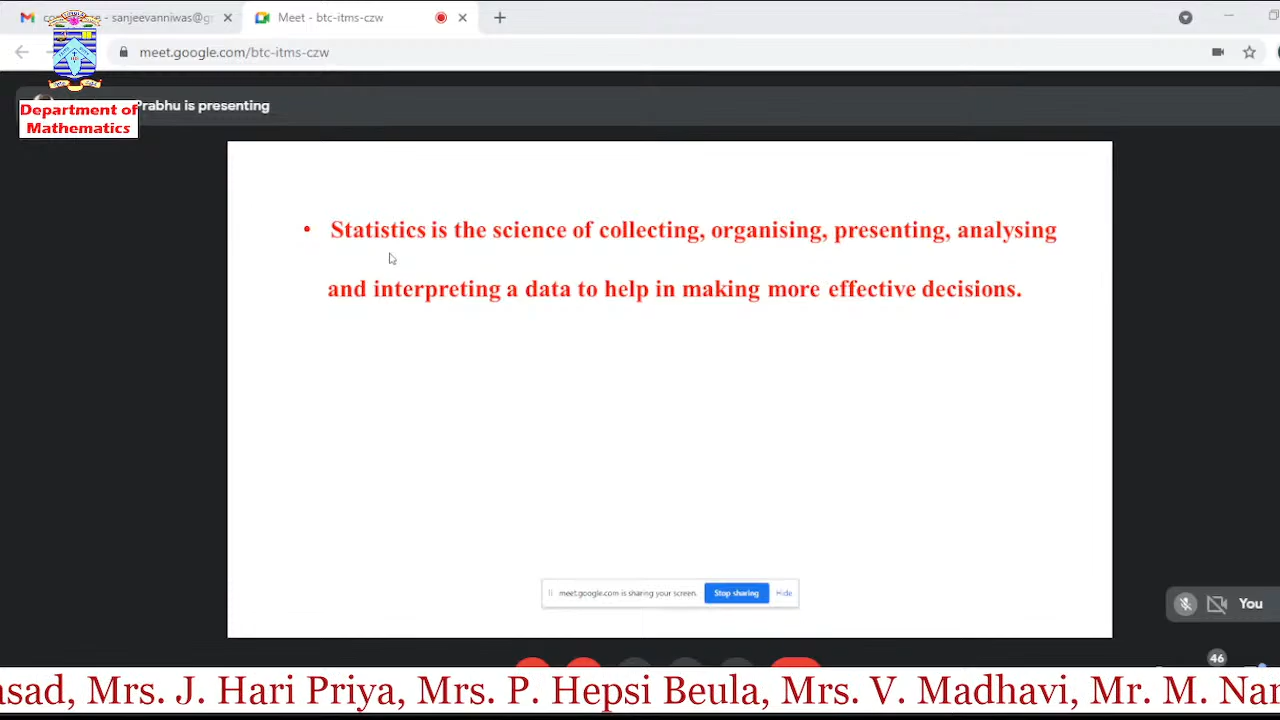 sanjeevanniwas@gr
Meet - btc-itms-czw
meet.google.com/btc-itms-czw
Department of
Mathematics
Prabhu is presenting
• Statistics is the science of collecting, organising, presenting, analysing
and interpreting a data to help in making more effective decisions.
meet.google.com is sharing your screen. Stop sharing Hide
You
46
asad, Mrs. J. Hari Priya, Mrs. P. Hepsi Beula, Mrs. V. Madhavi, Mr. M. Nar